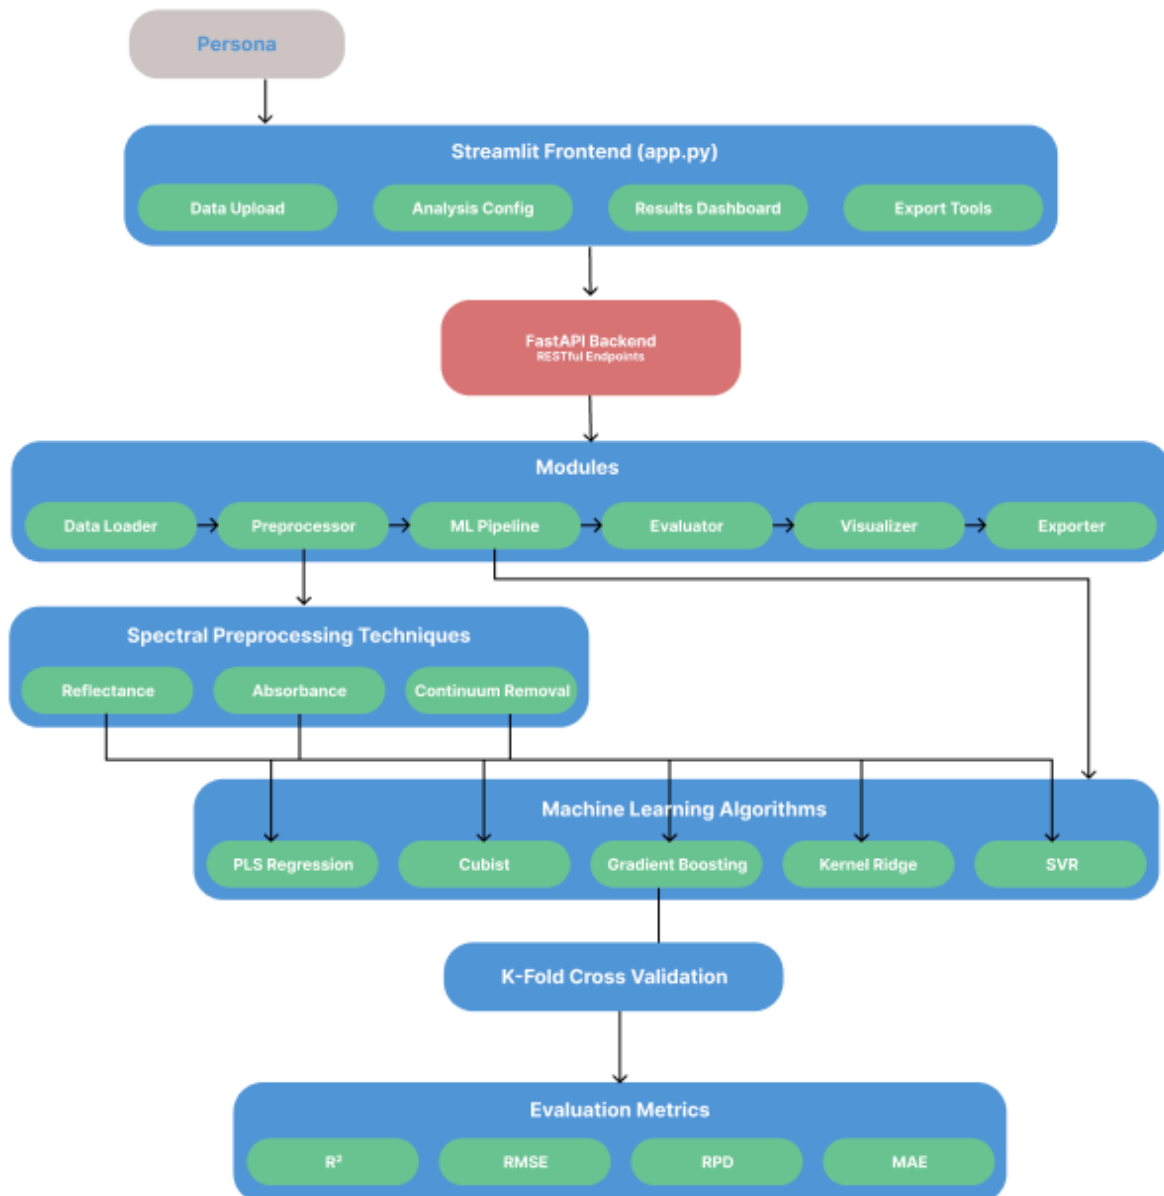 Persona
Streamlit Frontend (app.py)
Data Upload
Analysis Config
Results Dashboard
Export Tools
FastAPI Backend
RESTful Endpoints
Modules
Data Loader
Preprocessor
ML Pipeline
Evaluator
Visualizer
Exporter
Spectral Preprocessing Techniques
Reflectance
Absorbance
Continuum Removal
Machine Learning Algorithms
PLS Regression
Cubist
Gradient Boosting
Kernel Ridge
SVR
K-Fold Cross Validation
Evaluation Metrics
R²
RMSE
RPD
MAE